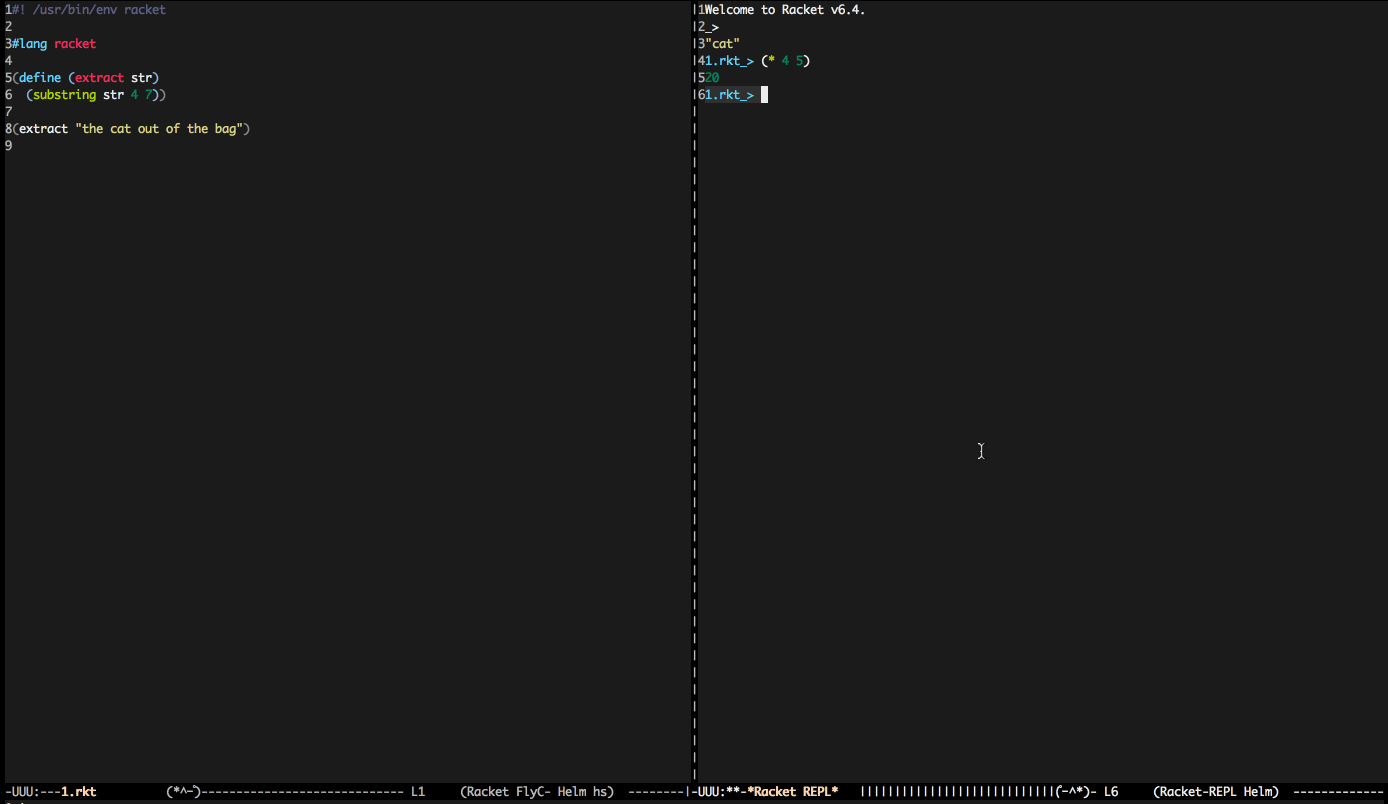 1#! /usr/bin/env racket
2
3#lang racket
4
5(define (extract str)
6  (substring str 4 7))
7
8(extract "the cat out of the bag")
9
1Welcome to Racket v6.4.
2_>
3"cat"
41.rkt_> (* 4 5)
520
61.rkt_>
-UUU:---1.rkt         (*^-ﾟ)----------------------------- L1     (Racket FlyC- Helm hs)  --------
-UUU:**-*Racket REPL*   ||||||||||||||||||||||||||||(ﾟ-^*)- L6     (Racket-REPL Helm)  -------------